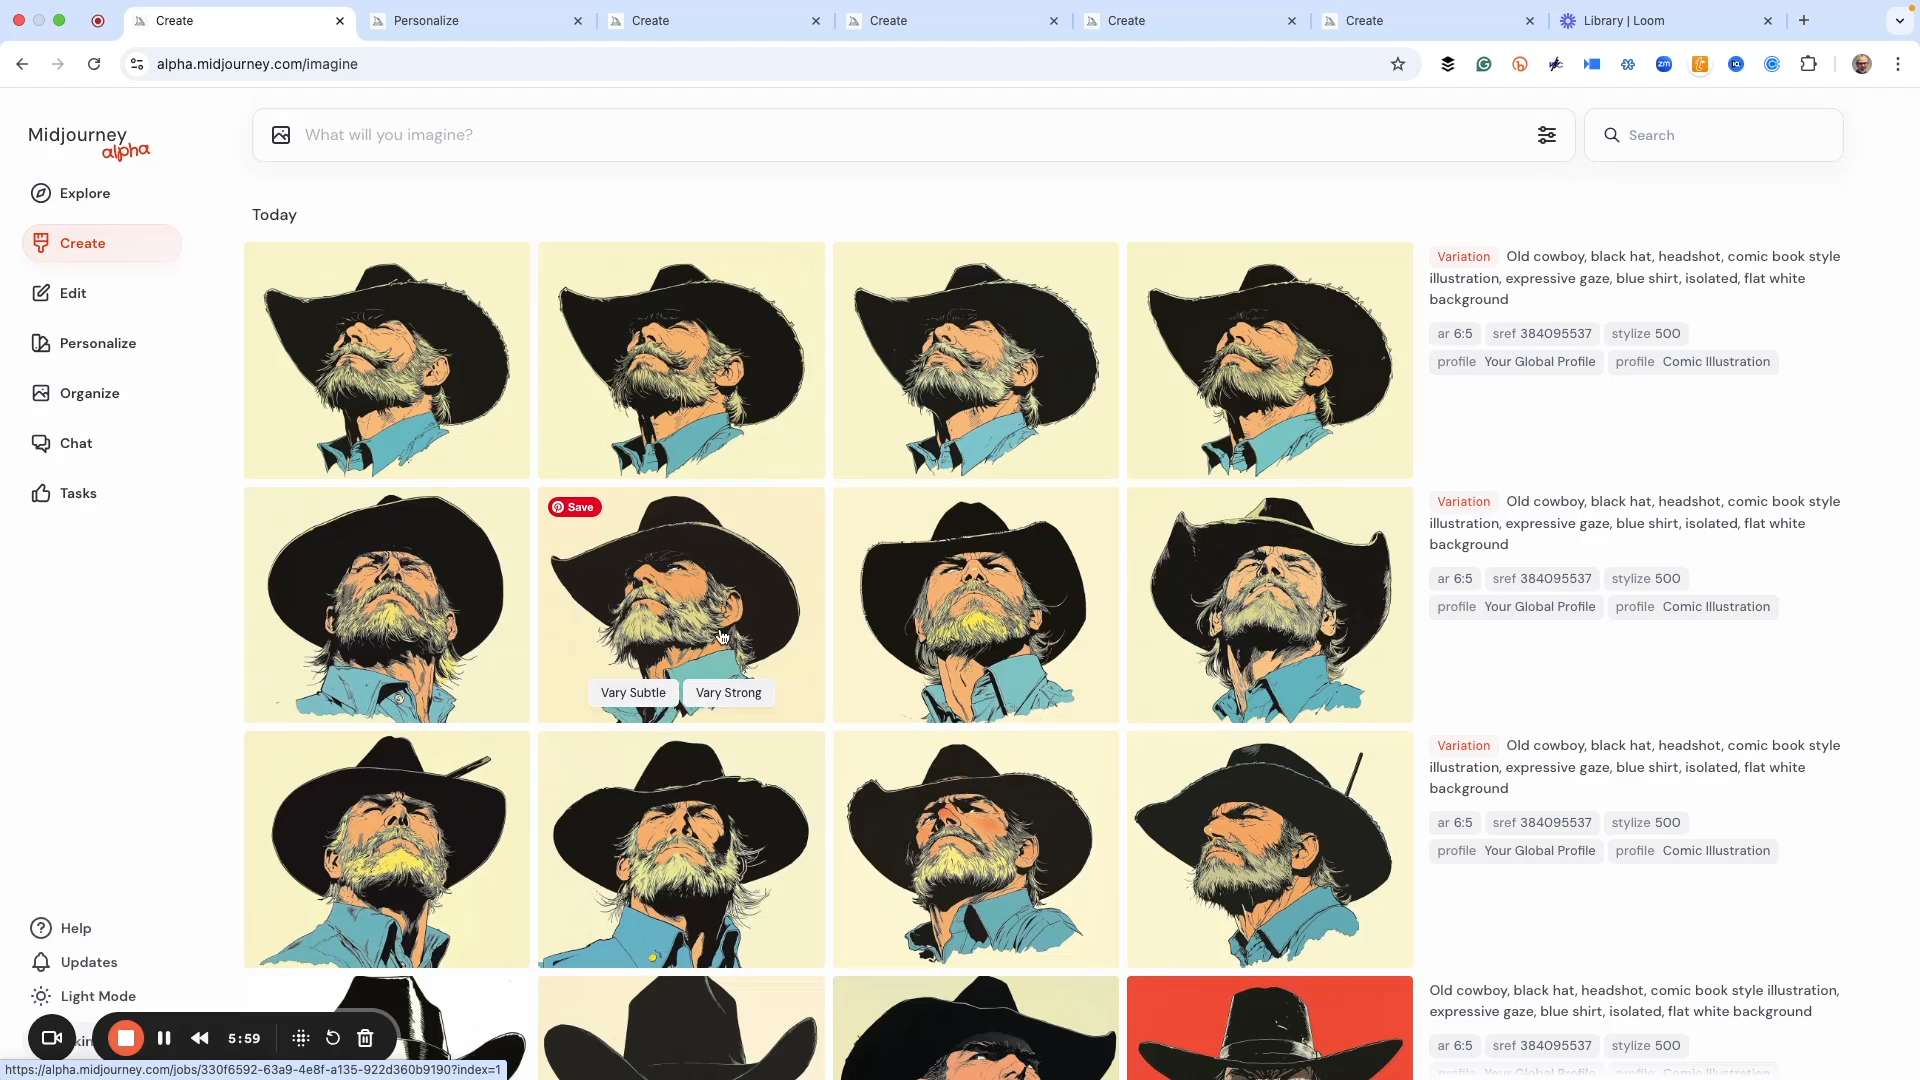 Create
Personalize
Create
Create
Create
Create
Library | Loom
alpha.midjourney.com/imagine
Midjourney
alpha
What will you imagine?
Search
Explore
Create
Edit
Personalize
Organize
Chat
Tasks
Help
Updates
Light Mode
Today
Variation Old cowboy, black hat, headshot, comic book style
illustration, expressive gaze, blue shirt, isolated, flat white
background
ar 6:5 sref 384095537 stylize 500
profile Your Global Profile profile Comic Illustration
Save
Vary Subtle Vary Strong
Variation Old cowboy, black hat, headshot, comic book style
illustration, expressive gaze, blue shirt, isolated, flat white
background
ar 6:5 sref 384095537 stylize 500
profile Your Global Profile profile Comic Illustration
Variation Old cowboy, black hat, headshot, comic book style
illustration, expressive gaze, blue shirt, isolated, flat white
background
ar 6:5 sref 384095537 stylize 500
profile Your Global Profile profile Comic Illustration
Old cowboy, black hat, headshot, comic book style illustration,
expressive gaze, blue shirt, isolated, flat white background
ar 6:5 sref 384095537 stylize 500
5:59
https://alpha.midjourney.com/jobs/330f6592-63a9-4e8f-a135-922d360b9190?index=1